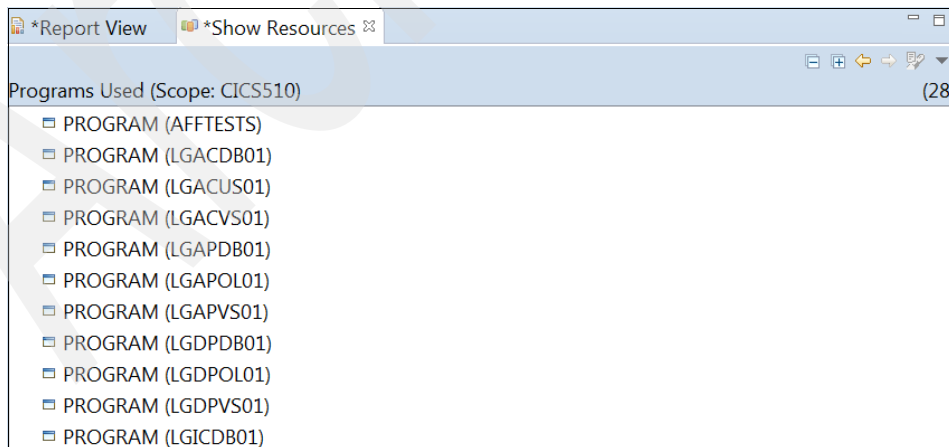 *Report View *Show Resources
Programs Used (Scope: CICS510) (28
PROGRAM (AFFTESTS)
PROGRAM (LGACDB01)
PROGRAM (LGACUS01)
PROGRAM (LGACVS01)
PROGRAM (LGAPDB01)
PROGRAM (LGAPOL01)
PROGRAM (LGAPVS01)
PROGRAM (LGDPDB01)
PROGRAM (LGDPOL01)
PROGRAM (LGDPVS01)
PROGRAM (LGICDB01)